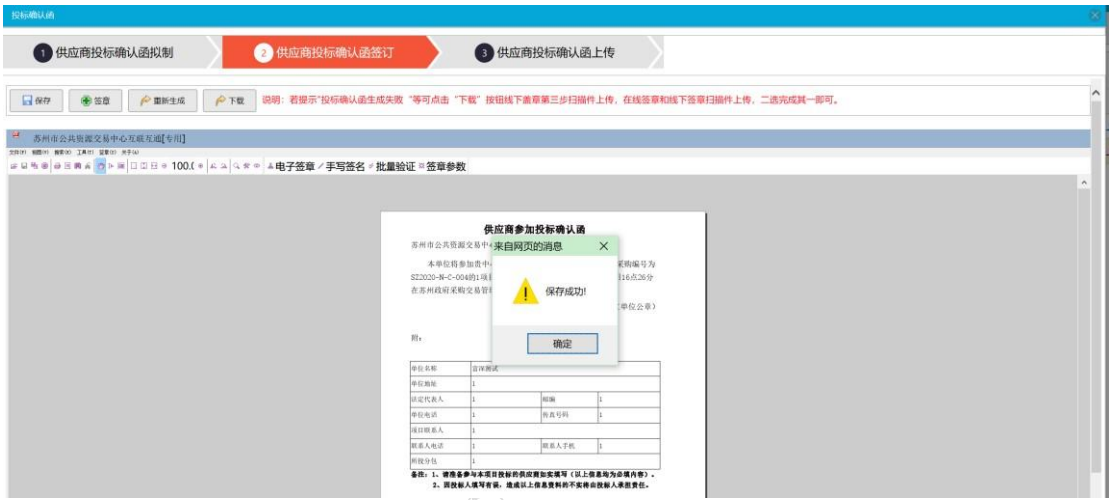 投标确认函
1 供应商投标确认函拟制
2 供应商投标确认函签订
3 供应商投标确认函上传
保存 签章 重新生成 下载 说明：若提示"投标确认函生成失败 "等可点击 "下载" 按钮线下盖章第三步扫描件上传，在线签章和线下签章扫描件上传，二选完成其一即可。
苏州市公共资源交易中心互联互通[专用]
100.(
电子签章 手写签名 批量验证 签章参数
供应商参加投标确认函
苏州市公共资源交易中
来自网页的消息
本单位将参加贵中 采购编号为
SZ2020-N-C-004的1项 16点26分
在苏州政府采购交易管
保存成功!
单位公章）
附：
确定
单位名称
单位地址 1
法定代表人 1 邮编 1
单位电话 1 传真号码 1
项目联系人 1
联系人电话 1 联系人手机 1
所投分包 1
备注：1、请准备参与本项目投标的供应商如实填写（以上信息均为必填内容）。
2、因投标人填写有误，造成以上信息资料的不实将由投标人承担责任。